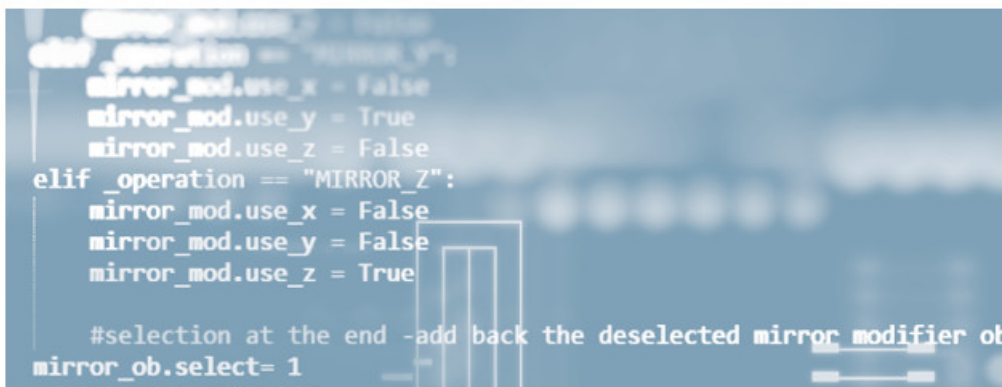 elif _operation == "MIRROR_Y":
mirror_mod.use_x = False
mirror_mod.use_y = True
mirror_mod.use_z = False
elif _operation == "MIRROR_Z":
mirror_mod.use_x = False
mirror_mod.use_y = False
mirror_mod.use_z = True
#selection at the end -add back the deselected mirror modifier ob
mirror_ob.select= 1